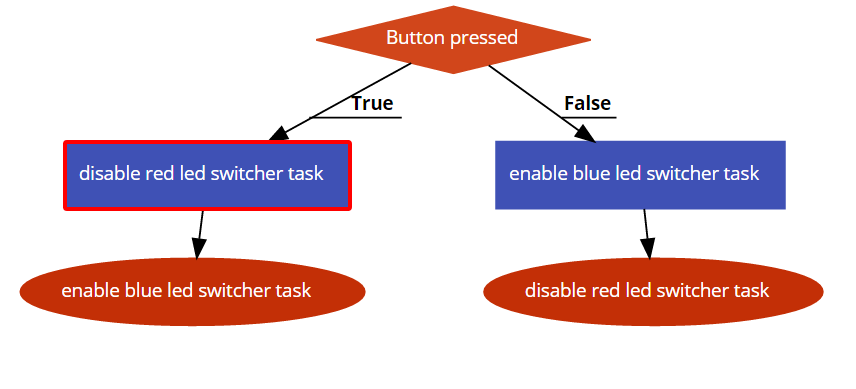 Button pressed
True
False
disable red led switcher task
enable blue led switcher task
enable blue led switcher task
disable red led switcher task